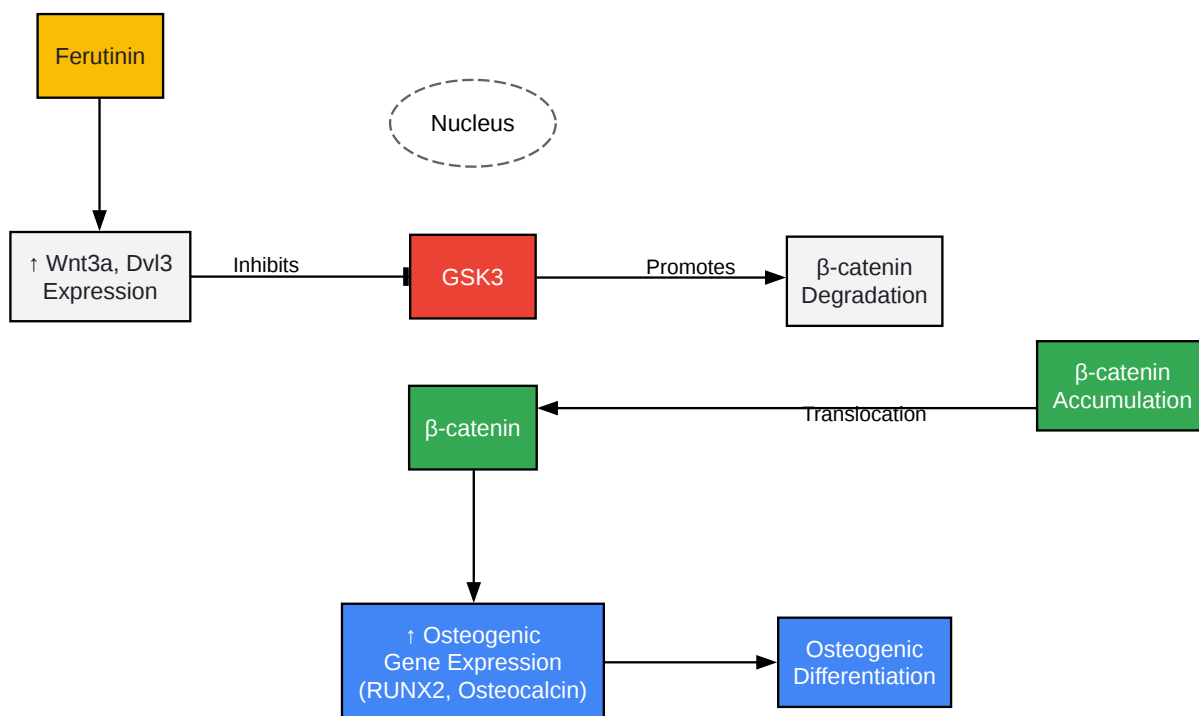 Ferutinin
Nucleus
↑ Wnt3a, Dvl3
Expression
Inhibits
GSK3
Promotes
β-catenin
Degradation
β-catenin
Accumulation
Translocation
β-catenin
↑ Osteogenic
Gene Expression
(RUNX2, Osteocalcin)
Osteogenic
Differentiation